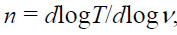 n = dlogT/dlogν,